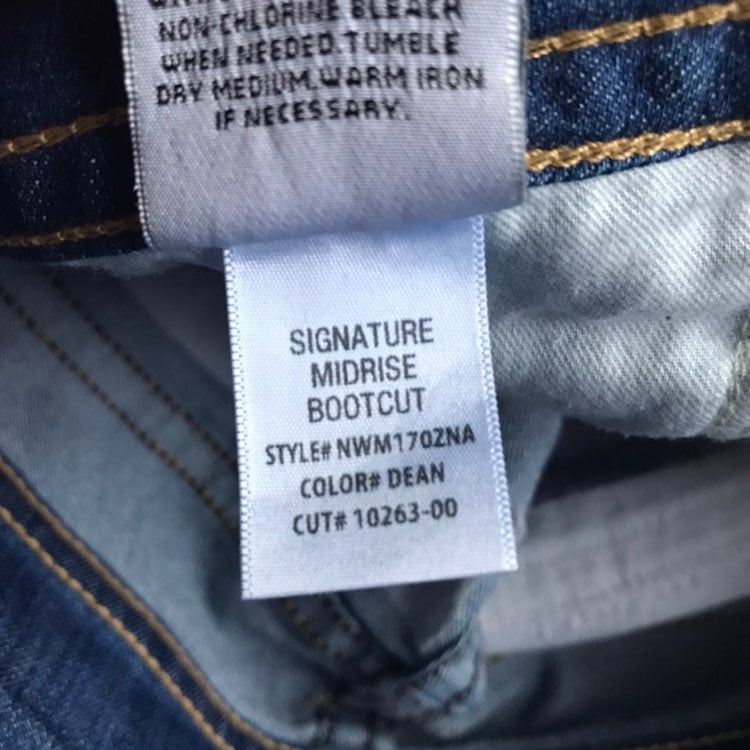 NON-CHLORINE BLEACH
WHEN NEEDED. TUMBLE
DRY MEDIUM. WARM IRON
IF NECESSARY.
SIGNATURE
MIDRISE
BOOTCUT
STYLE# NWM1702NA
COLOR# DEAN
CUT# 10263-00